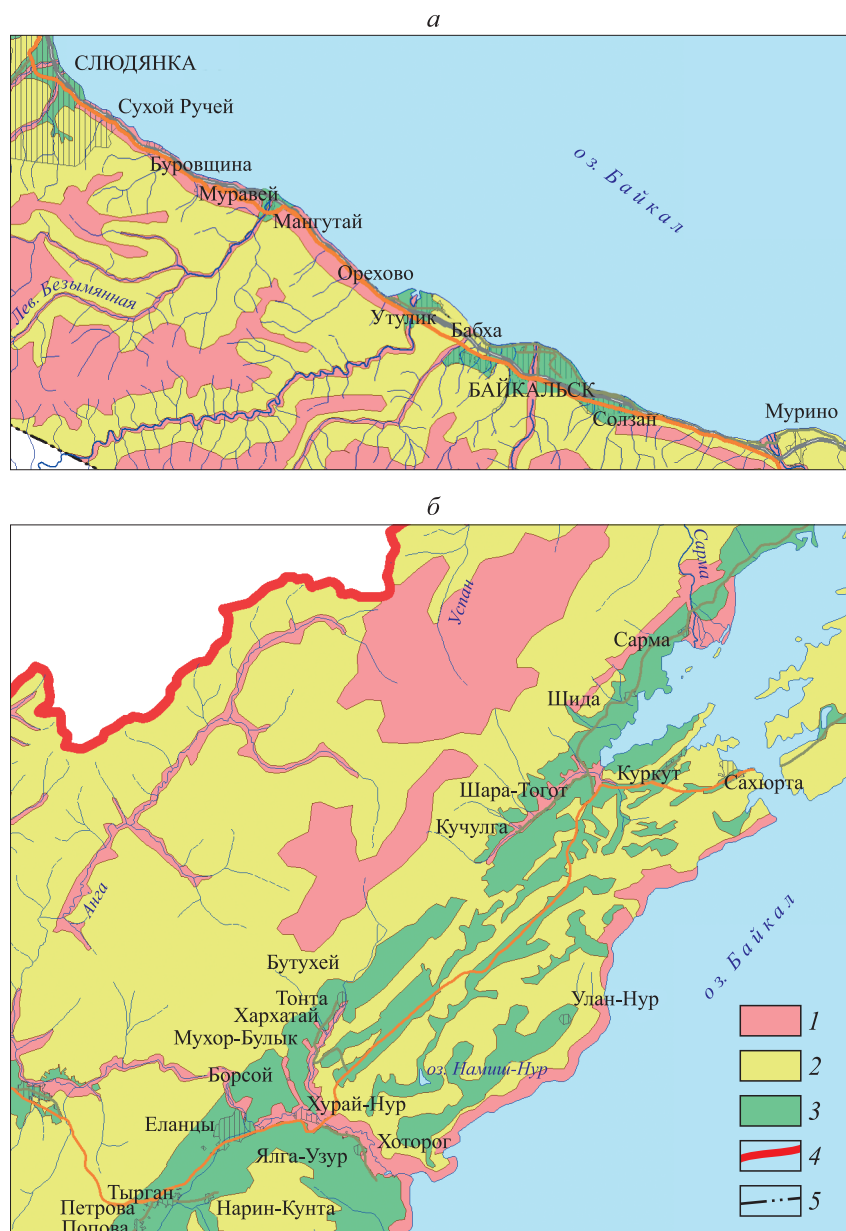 а
СЛЮДЯНКА
Сухой Ручей
Буровщина
Муравей
Мангутай
оз. Байкал
Лев. Безымянная
Орехово
Утулик
Бабха
БАЙКАЛЬСК
Солзан
Мурино
б
Сарма
Успан
Сарма
Шида
Куркут
Сахюрта
Шара-Тогот
Кучулга
Анга
оз. Байкал
Бутухей
Тонта
Улан-Нур
Хархатай
Мухор-Булык
оз. Намиш-Нур
Борсой
Хурай-Нур
Еланцы
Хоторог
Ялга-Узур
Тырган
Петрова
Нарин-Кунта
Попова
1
2
3
4
5